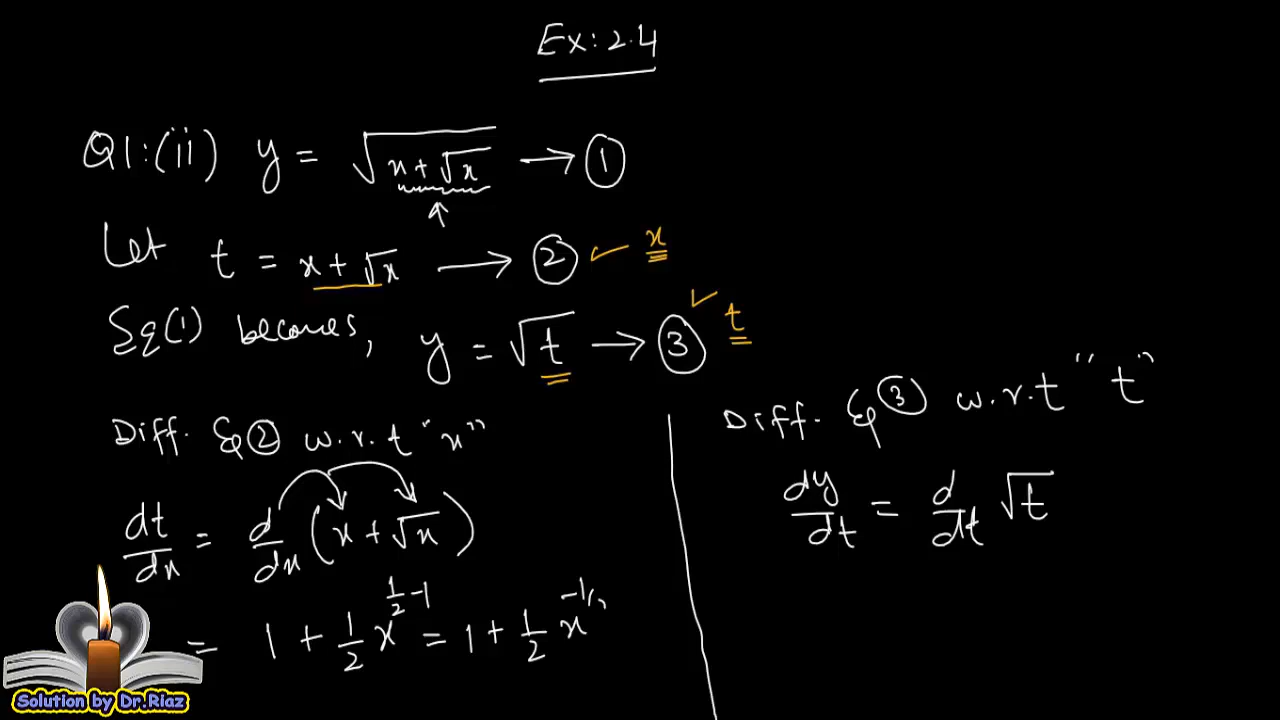 Ex: 2.4
Q1:(ii) y = √(x + √x) → ①
Let t = x + √x → ② ✓ x
Eq(1) becomes, y = √t → ③ ✓ t
Diff. Eq ② w.r.t "x"
dt/dx = d/dx (x + √x)
= 1 + 1/2 x^(1/2 - 1) = 1 + 1/2 x^(-1/2)
Diff. Eq ③ w.r.t "t"
dy/dt = d/dt √t
Solution by Dr.Riaz